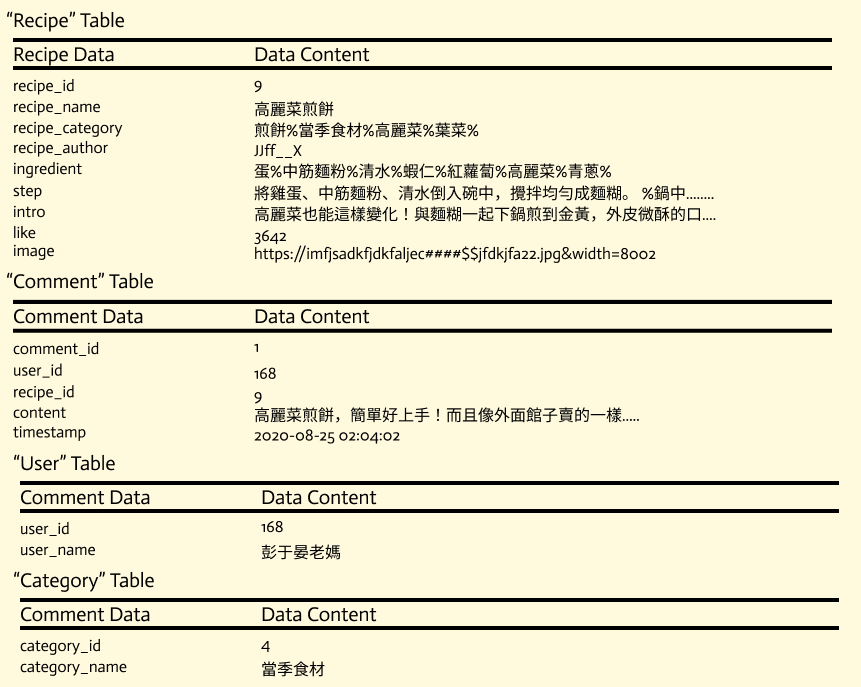 “Recipe” Table
Recipe Data Data Content
recipe_id 9
recipe_name 高麗菜煎餅
recipe_category 煎餅%當季食材%高麗菜%葉菜%
recipe_author JJff__X
ingredient 蛋%中筋麵粉%清水%蝦仁%紅蘿蔔%高麗菜%青蔥%
step 將雞蛋、中筋麵粉、清水倒入碗中，攪拌均勻成麵糊。 %鍋中........
intro 高麗菜也能這樣變化！與麵糊一起下鍋煎到金黃，外皮微酥的口....
like 3642
image https://imfjsadkfjdkfaljec####$$jfdkjfa22.jpg&width=8002
“Comment” Table
Comment Data Data Content
comment_id 1
user_id 168
recipe_id 9
content 高麗菜煎餅，簡單好上手！而且像外面館子賣的一樣.....
timestamp 2020-08-25 02:04:02
“User” Table
Comment Data Data Content
user_id 168
user_name 彭于晏老媽
“Category” Table
Comment Data Data Content
category_id 4
category_name 當季食材